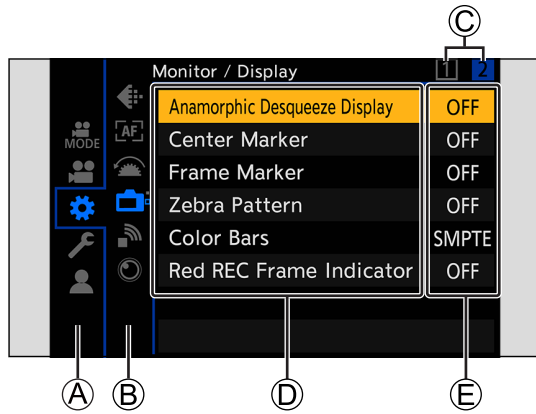 C
Monitor / Display 1 2
Anamorphic Desqueeze Display OFF
AF
MODE
Center Marker OFF
Frame Marker OFF
Zebra Pattern OFF
Color Bars SMPTE
Red REC Frame Indicator OFF
A B D E